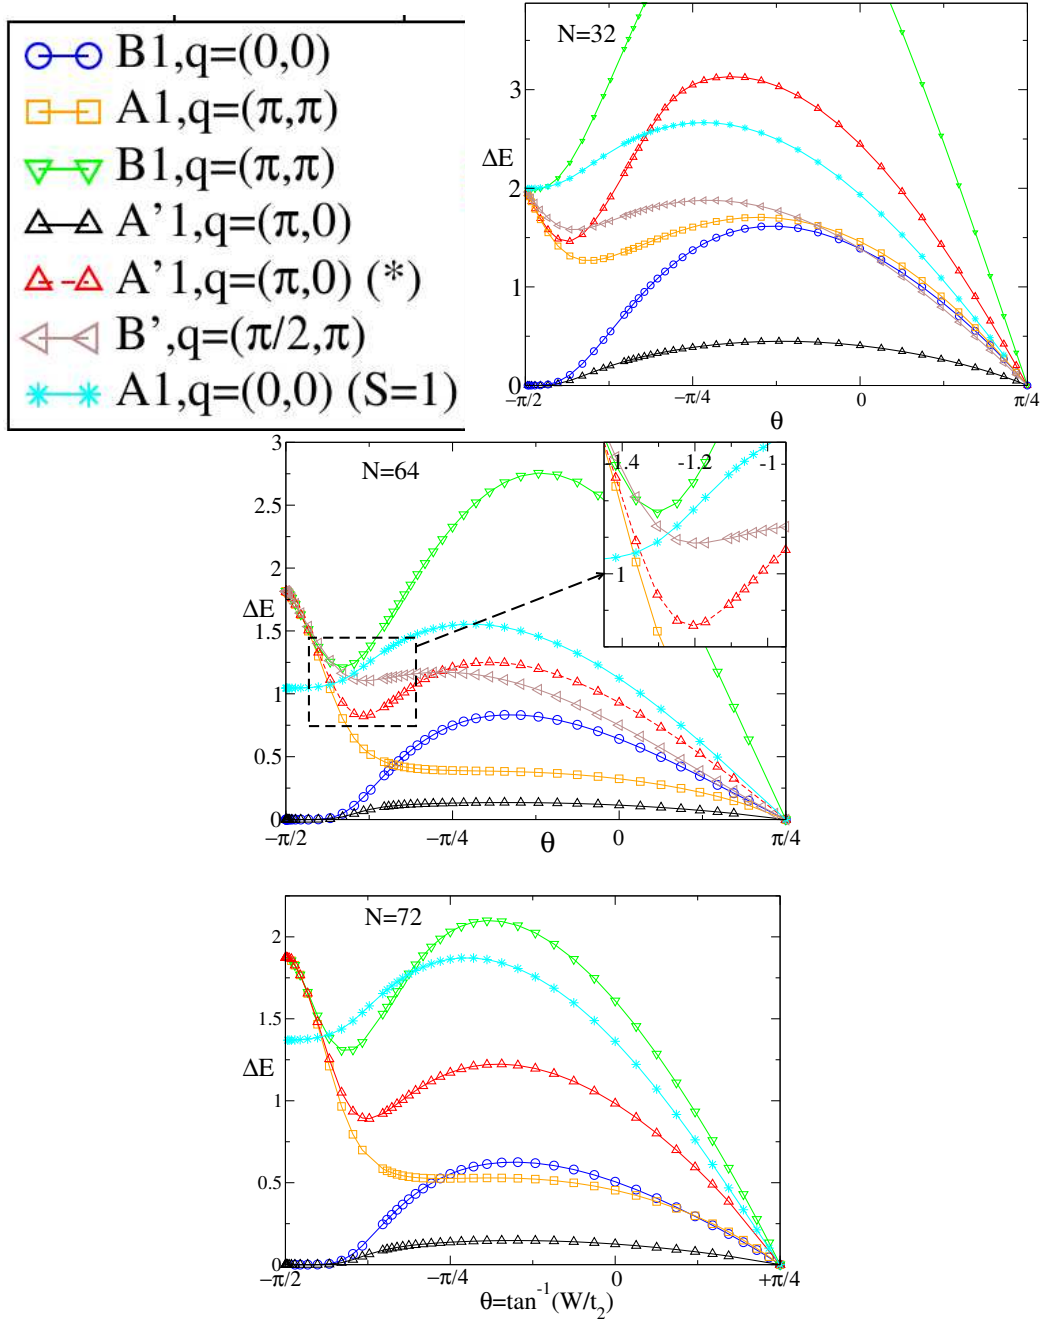 B1,q=(0,0)
A1,q=(π,π)
B1,q=(π,π)
A'1,q=(π,0)
A'1,q=(π,0) (*)
B',q=(π/2,π)
A1,q=(0,0) (S=1)
N=32
3
ΔE
2
1
0
−π/2
−π/4
0
π/4
θ
N=64
3
2.5
2
ΔE
1.5
1
0.5
0
-1.4
-1.2
-1
1
−π/2
−π/4
θ
0
π/4
N=72
2
1.5
ΔE
1
0.5
0
−π/2
−π/4
0
+π/4
θ=tan⁻¹(W/t₂)